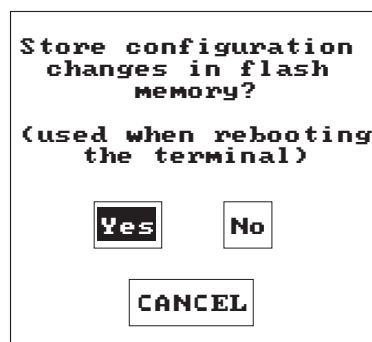 Store configuration
changes in flash
memory?
(used when rebooting
the terminal)
Yes No
CANCEL